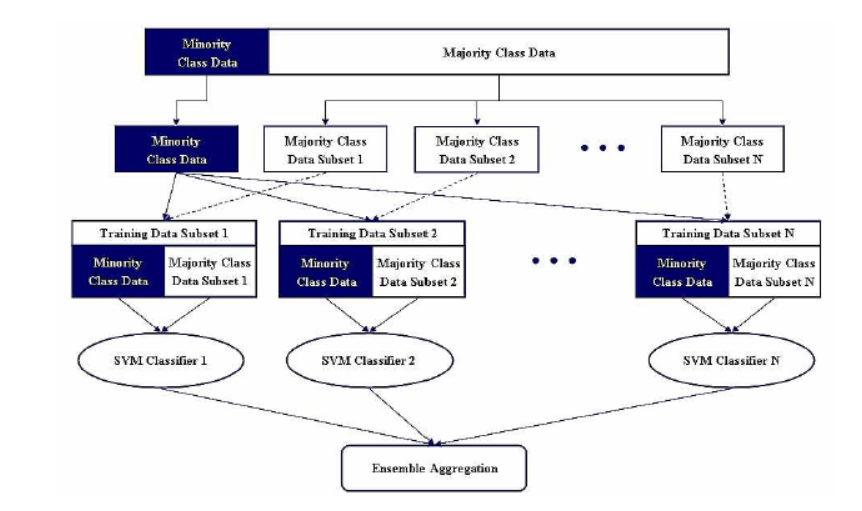 Minority
Class Data
Majority Class Data
Minority
Class Data
Majority Class
Data Subset 1
Majority Class
Data Subset 2
Majority Class
Data Subset N
Training Data Subset 1
Minority
Class Data
Majority Class
Data Subset 1
Training Data Subset 2
Minority
Class Data
Majority Class
Data Subset 2
Training Data Subset N
Minority
Class Data
Majority Class
Data Subset N
SVM Classifier 1
SVM Classifier 2
SVM Classifier N
Ensemble Aggregation